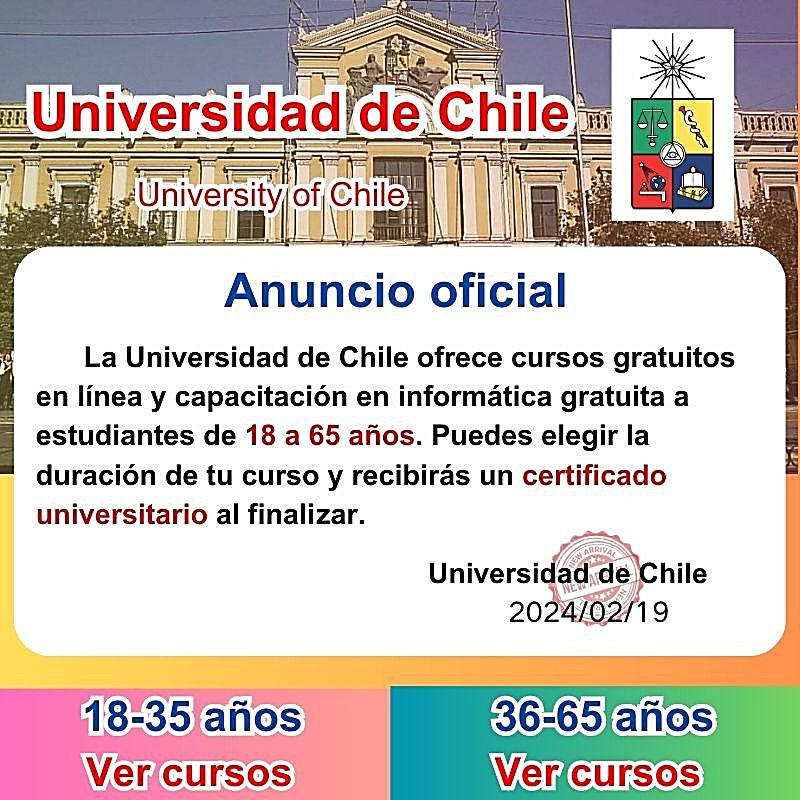 Universidad de Chile
University of Chile
Anuncio oficial
La Universidad de Chile ofrece cursos gratuitos
en línea y capacitación en informática gratuita a
estudiantes de 18 a 65 años. Puedes elegir la
duración de tu curso y recibirás un certificado
universitario al finalizar.
NEW ARRIVAL
Universidad de Chile
2024/02/19
18-35 años
36-65 años
Ver cursos
Ver cursos